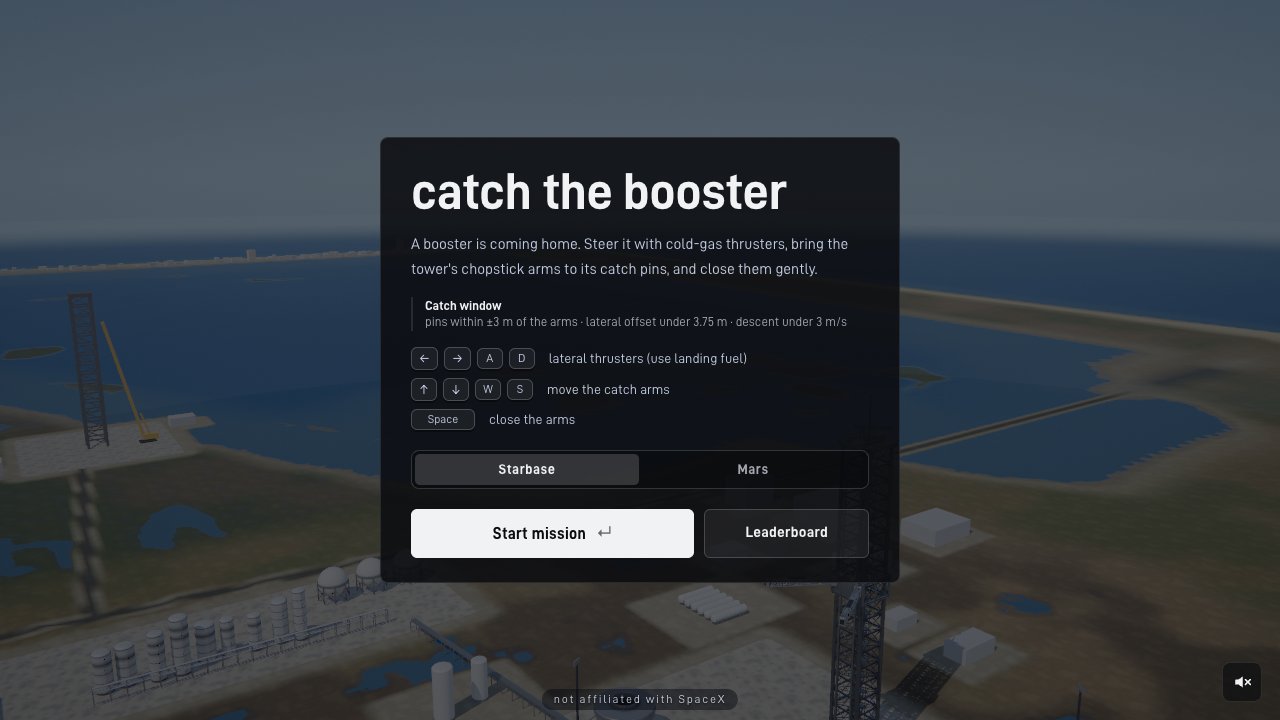 catch the booster
A booster is coming home. Steer it with cold-gas thrusters, bring the
tower's chopstick arms to its catch pins, and close them gently.
Catch window
pins within ±3 m of the arms · lateral offset under 3.75 m · descent under 3 m/s
← → A D lateral thrusters (use landing fuel)
↑ ↓ W S move the catch arms
Space close the arms
Starbase Mars
Start mission ↵ Leaderboard
not affiliated with SpaceX